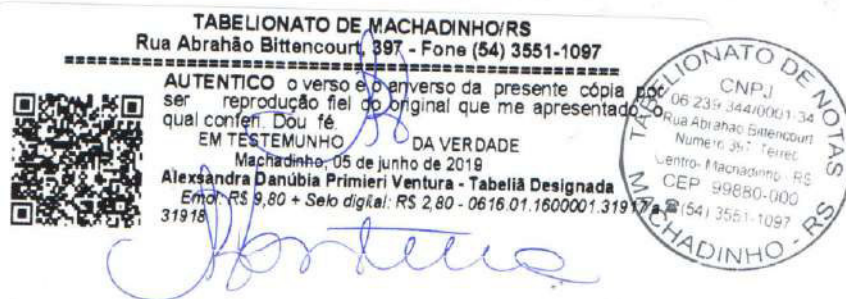 TABELIONATO DE MACHADINHO/RS
Rua Abrahão Bittencourt, 397 - Fone (54) 3551-1097
AUTENTICO o verso e o anverso da presente cópia por
ser reprodução fiel do original que me apresentado, o
qual conferi. Dou fé.
EM TESTEMUNHO DA VERDADE
Machadinho, 05 de junho de 2019
Alexsandra Danúbia Primieri Ventura - Tabeliã Designada
Emol: R$ 9,80 + Selo digital: R$ 2,80 - 0616.01.1600001.31917 a
31918
TABELIONATO DE NOTAS
CNPJ
06 239 344/0001-34
Rua Abrahão Bittencourt
Numero 397 Terreo
Centro- Machadinho - RS
CEP 99880-000
☎(54) 3551-1097
MACHADINHO - RS